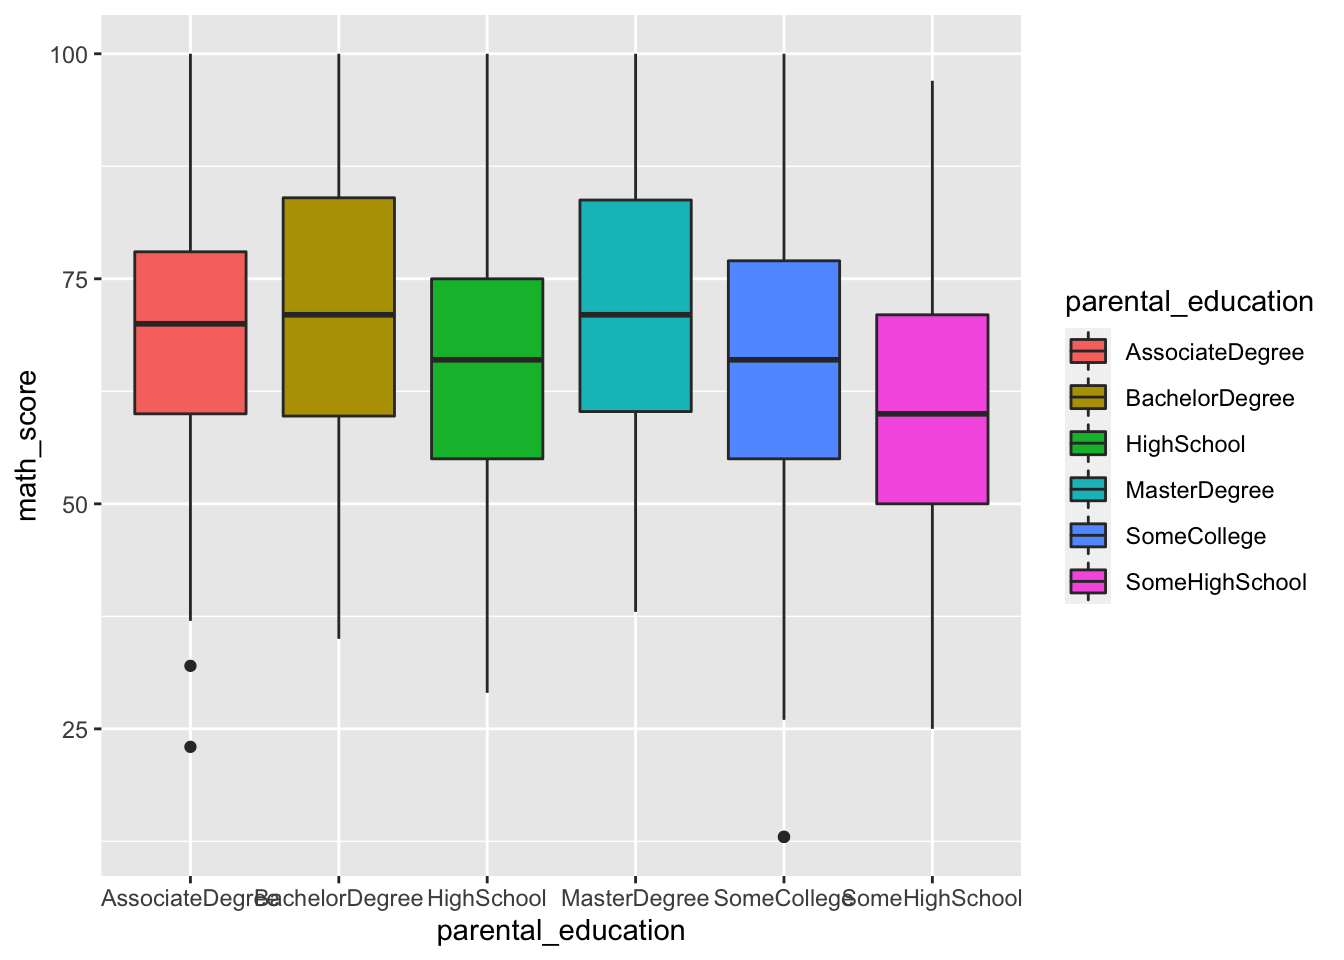 100
75
50
25
math_score
AssociateDegree
BachelorDegree
HighSchool
MasterDegree
SomeCollege
SomeHighSchool
parental_education
parental_education
AssociateDegree
BachelorDegree
HighSchool
MasterDegree
SomeCollege
SomeHighSchool